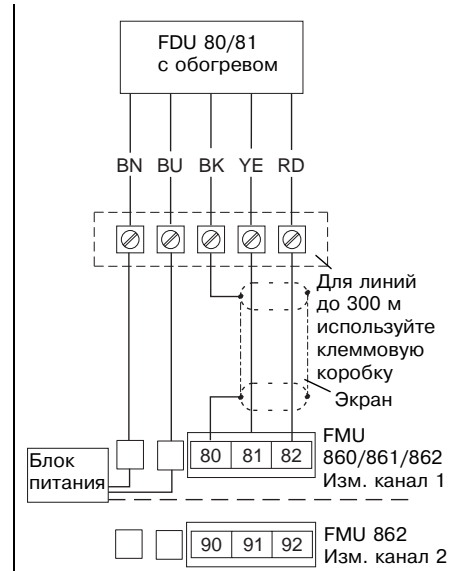 FDU 80/81
с обогревом
BN BU BK YE RD
Для линий
до 300 м
используйте
клеммовую
коробку
Экран
Блок
питания
80 81 82
FMU
860/861/862
Изм. канал 1
90 91 92
FMU 862
Изм. канал 2